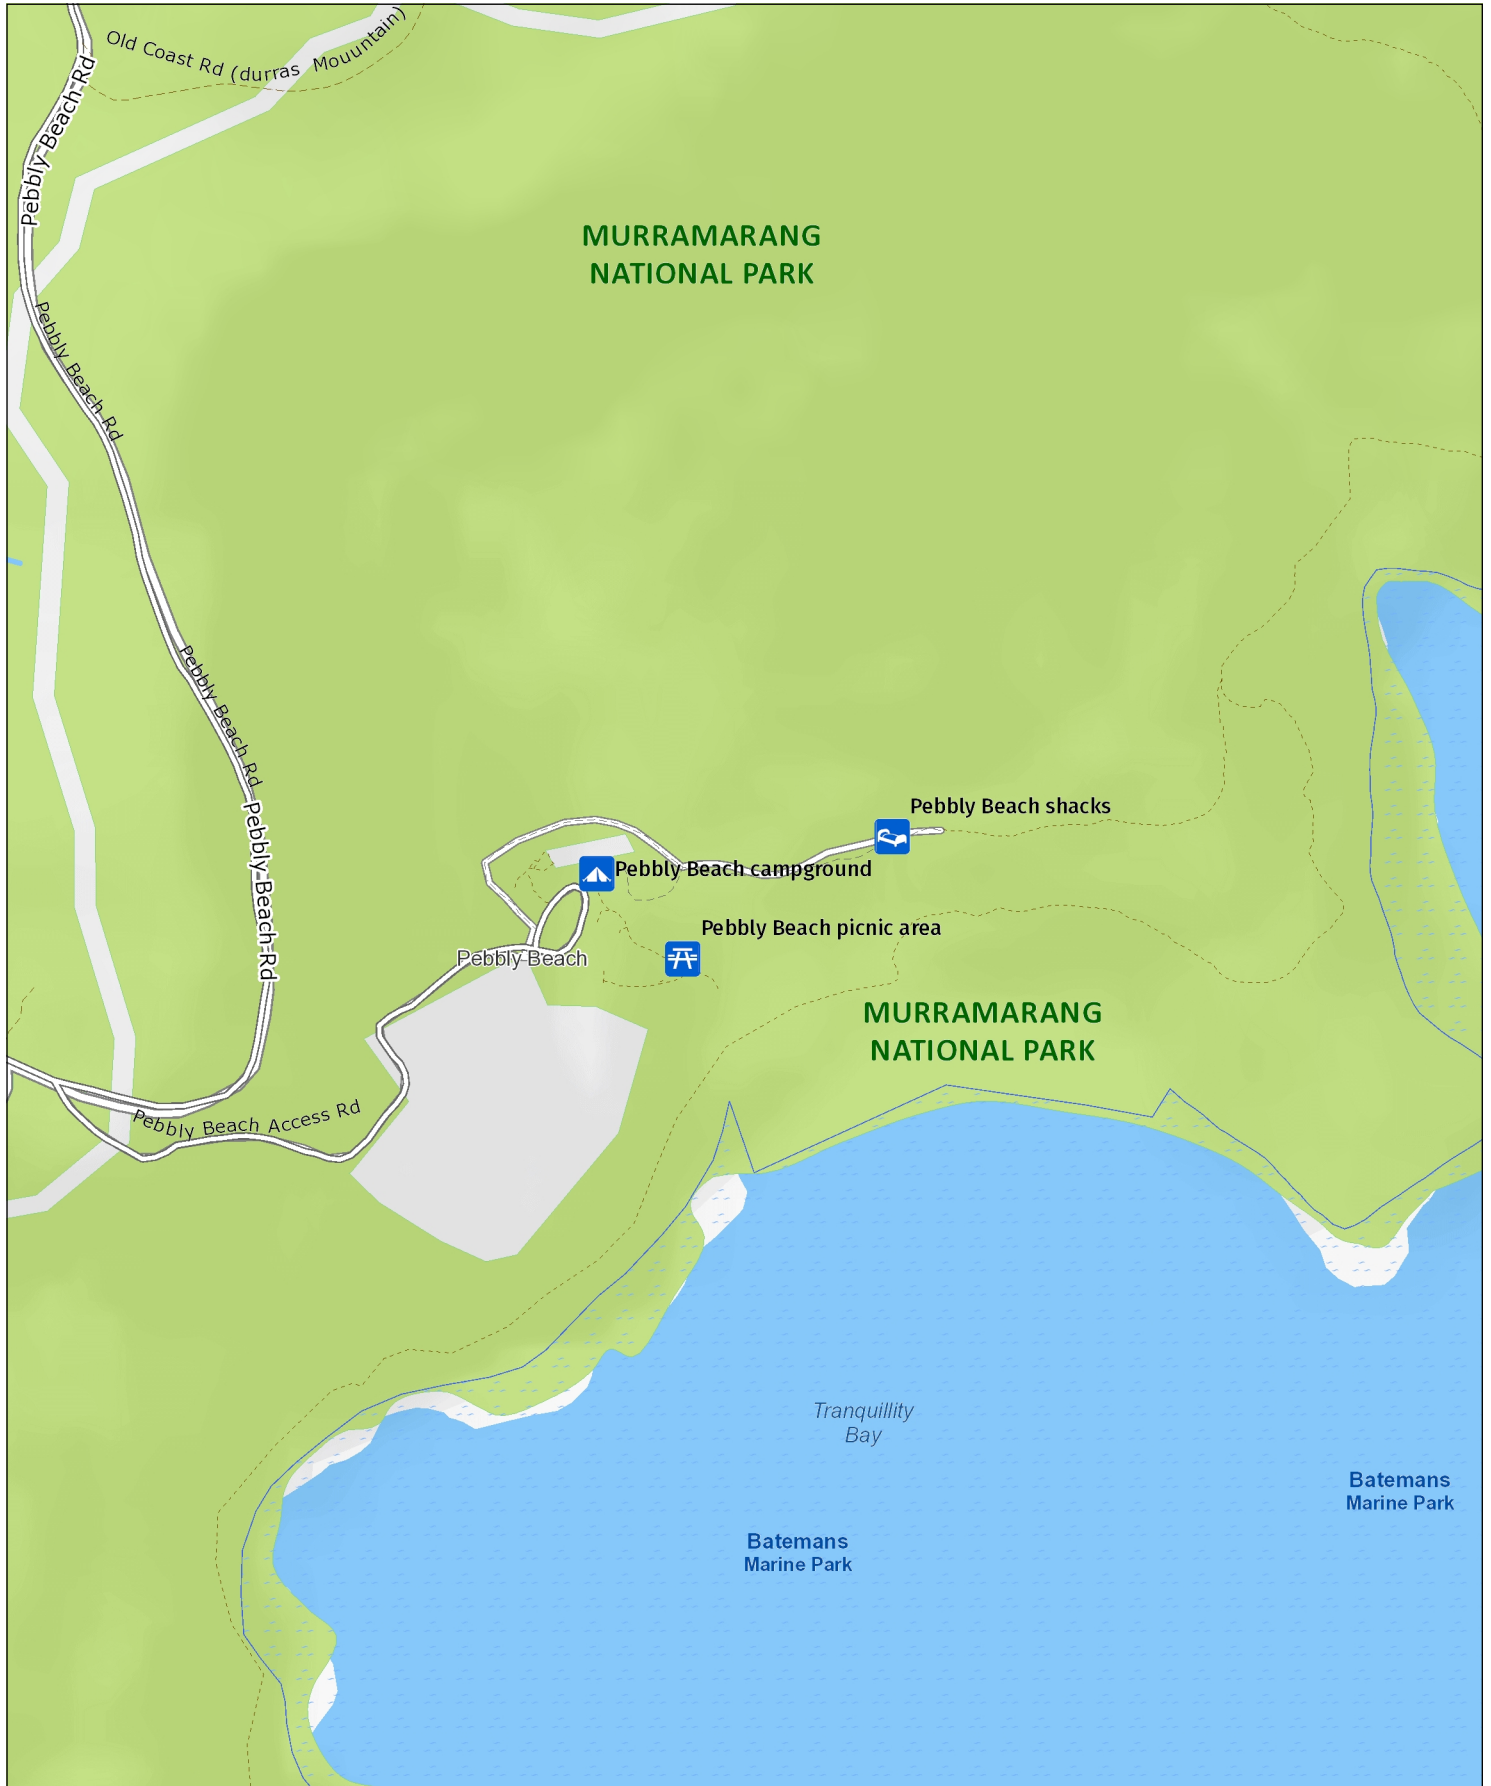 Old Coast Rd (durras Mouuntain)
Pebbly Beach Rd
MURRAMARANG
NATIONAL PARK
Pebbly Beach Rd
Pebbly Beach Rd
Pebbly Beach Rd
Pebbly Beach shacks
Pebbly Beach campground
Pebbly Beach picnic area
Pebbly Beach
MURRAMARANG
NATIONAL PARK
Pebbly Beach Access Rd
Tranquillity
Bay
Batemans
Marine Park
Batemans
Marine Park